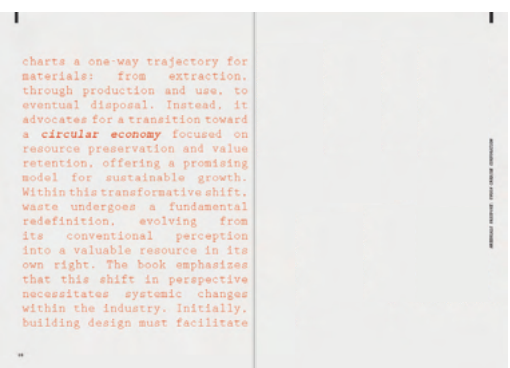 charts a one-way trajectory for
materials: from extraction,
through production and use, to
eventual disposal. Instead, it
advocates for a transition toward
a circular economy focused on
resource preservation and value
retention, offering a promising
model for sustainable growth.
Within this transformative shift,
waste undergoes a fundamental
redefinition, evolving from
its conventional perception
into a valuable resource in its
own right. The book emphasizes
that this shift in perspective
necessitates systemic changes
within the industry. Initially,
building design must facilitate